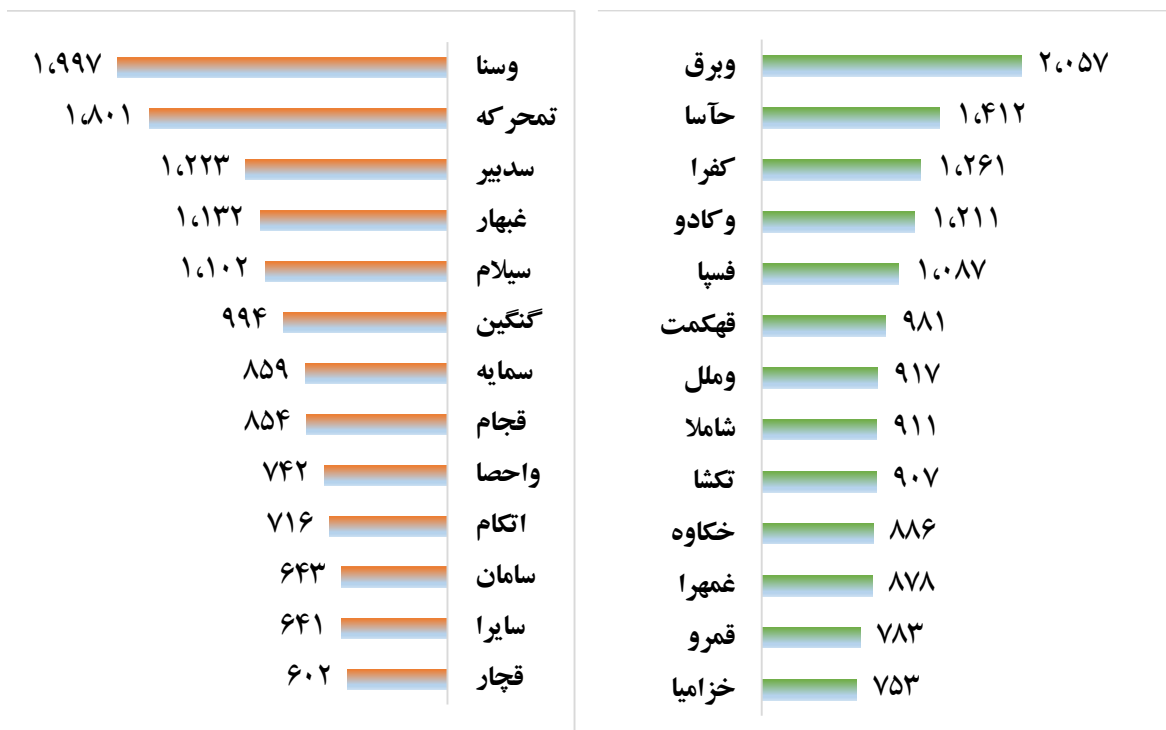 وبرق ۲،۰۵۷
حآسا ۱،۴۱۲
کفرا ۱،۲۶۱
وکادو ۱،۲۱۱
فسپا ۱،۰۸۷
قهکمت ۹۸۱
وملل ۹۱۷
شاملا ۹۱۱
تکشا ۹۰۷
خکاوه ۸۸۶
غمهرا ۸۷۸
قمرو ۷۸۳
خزامیا ۷۵۳
وسنا ۱،۹۹۷
تمحرکه ۱،۸۰۱
سدبیر ۱،۲۲۳
غبهار ۱،۱۳۲
سیلام ۱،۱۰۲
گنگین ۹۹۴
سمایه ۸۵۹
قجام ۸۵۴
واحصا ۷۴۲
اتکام ۷۱۶
سامان ۶۴۳
سایرا ۶۴۱
قچار ۶۰۲